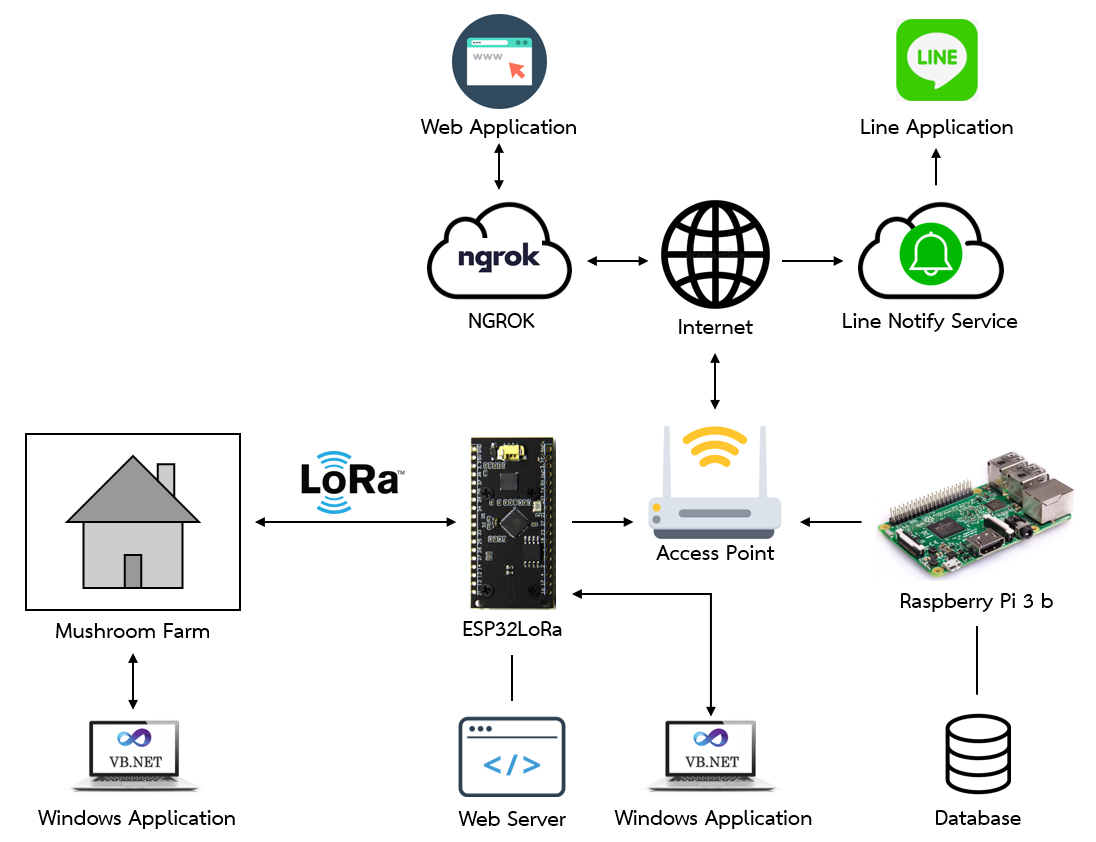 www
www
LINE
Web Application
Line Application
ngrok
NGROK
Internet
Line Notify Service
LoRa™
Access Point
Raspberry Pi 3 b
Mushroom Farm
ESP32LoRa
VB.NET
</>
VB.NET
Windows Application
Web Server
Windows Application
Database